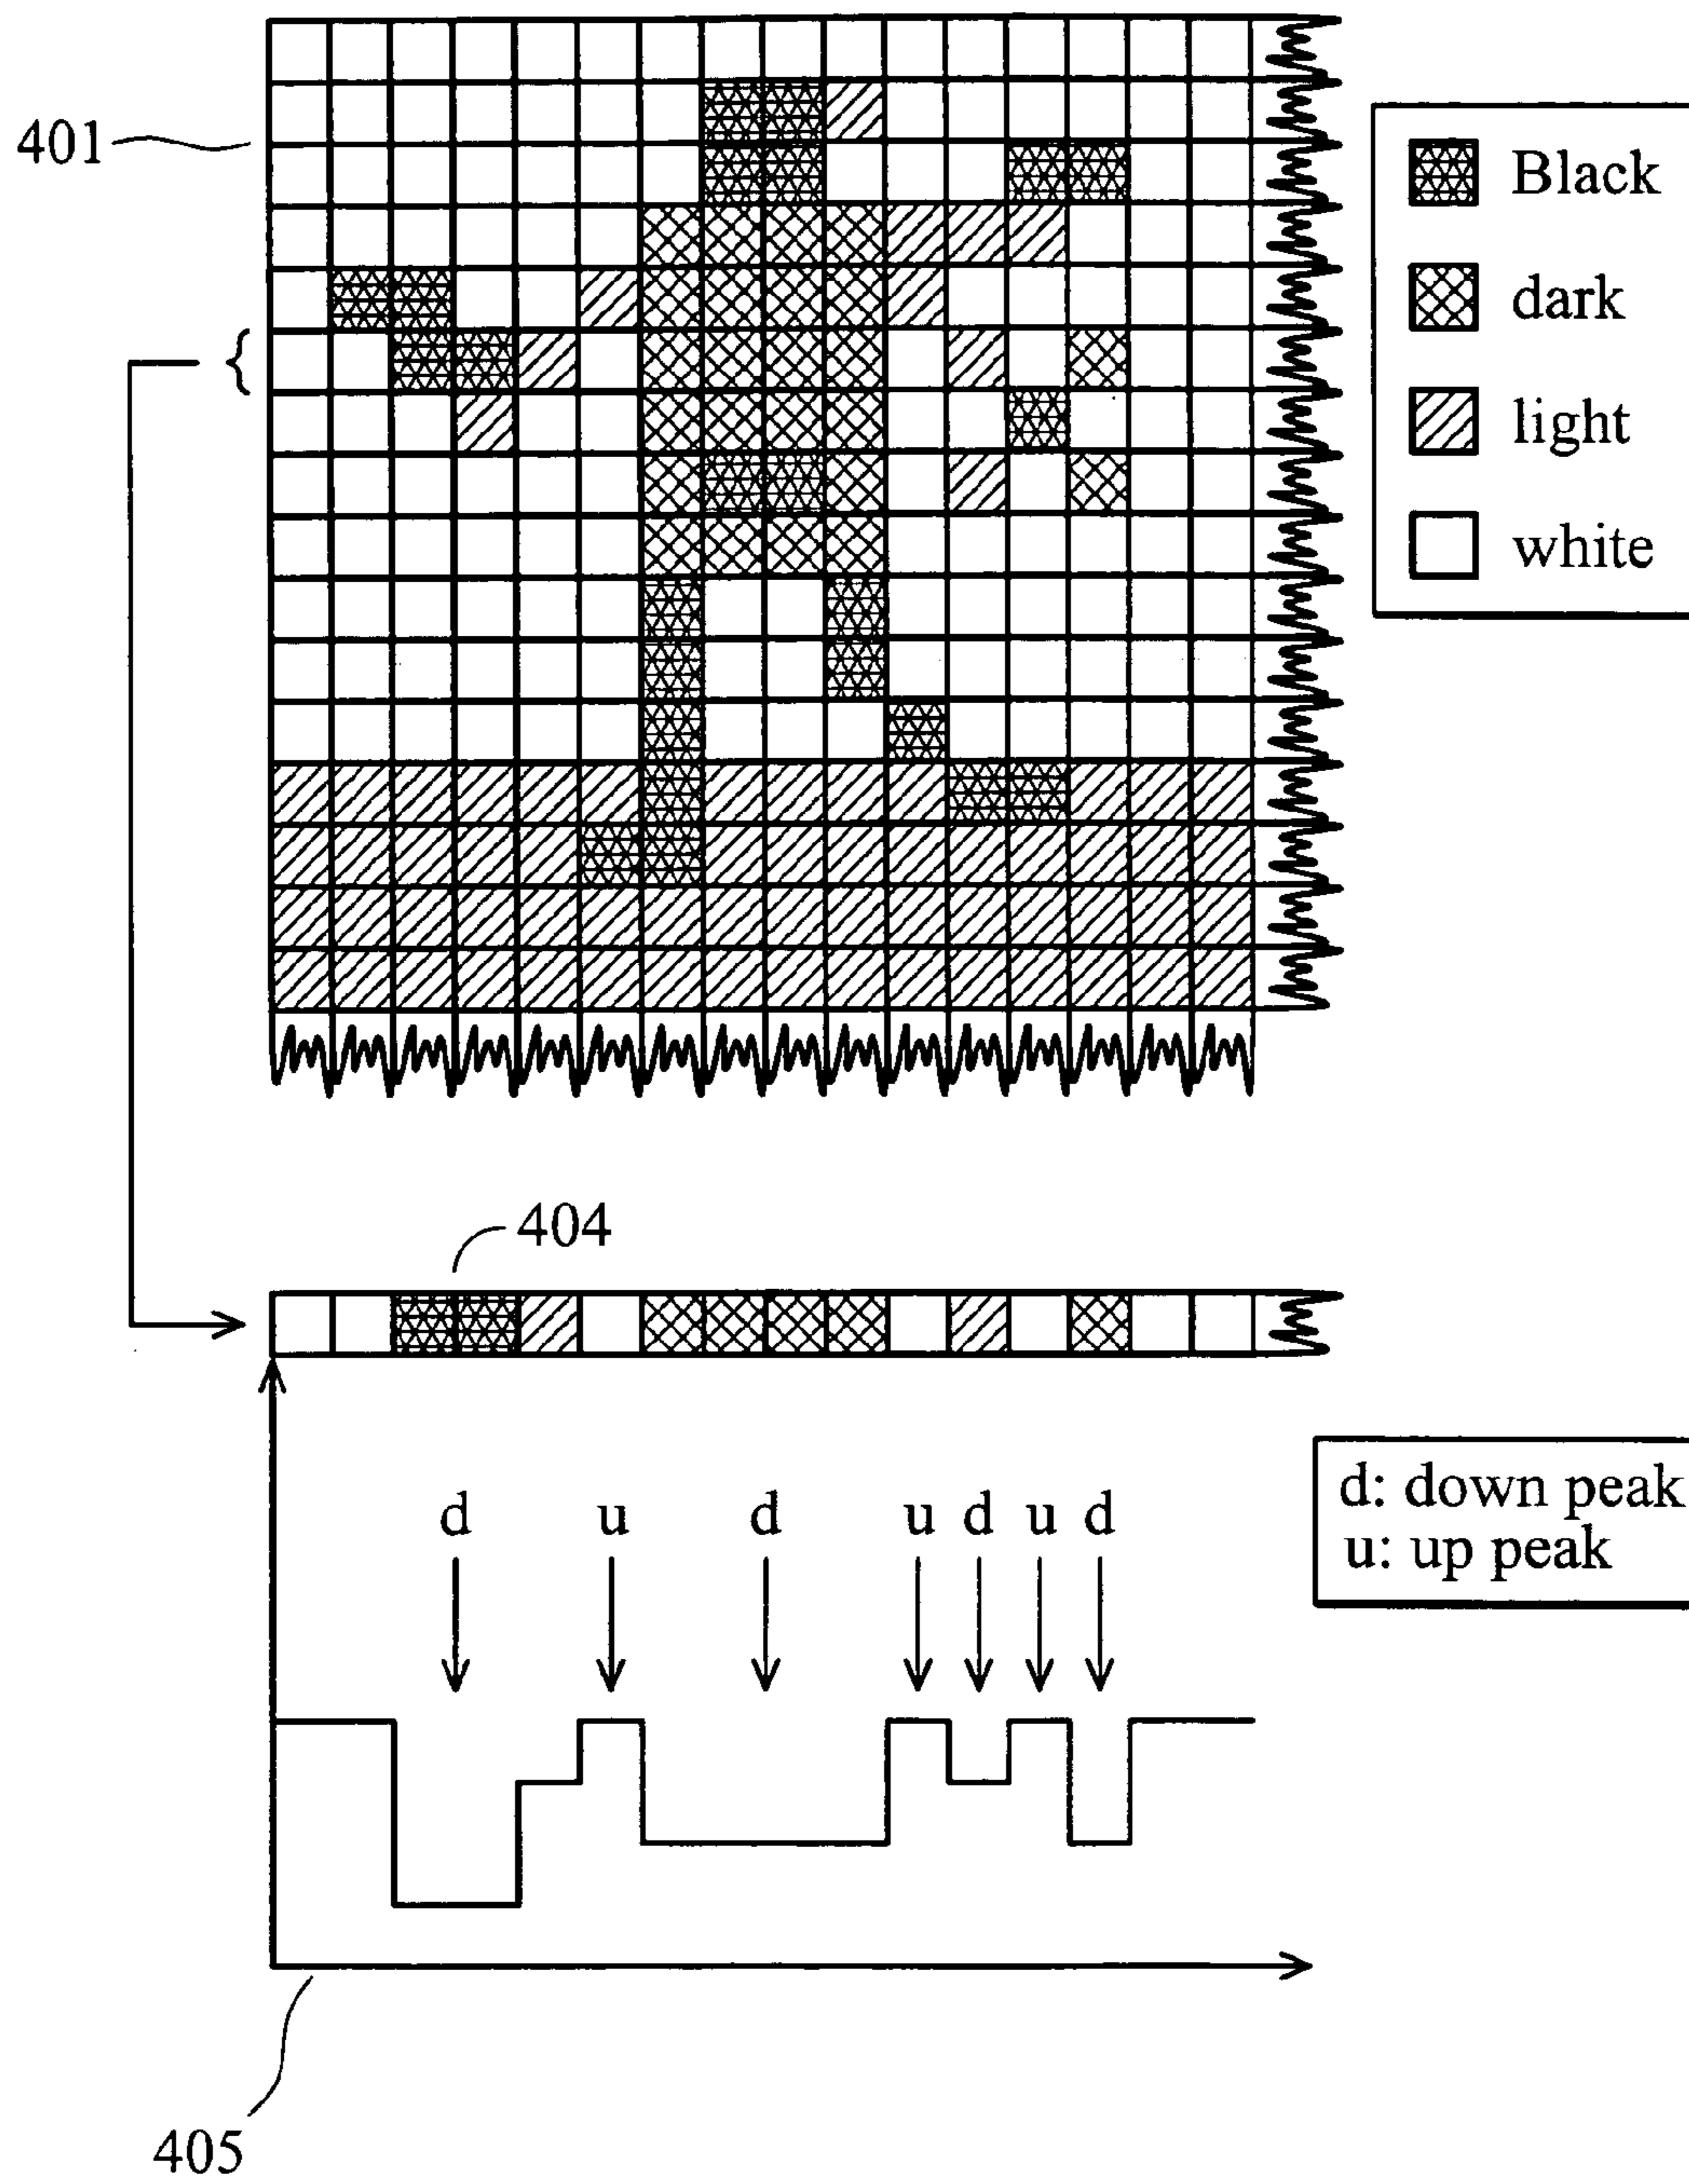 401
Black
dark
light
white
404
d u d u d u d
d: down peak
u: up peak
405